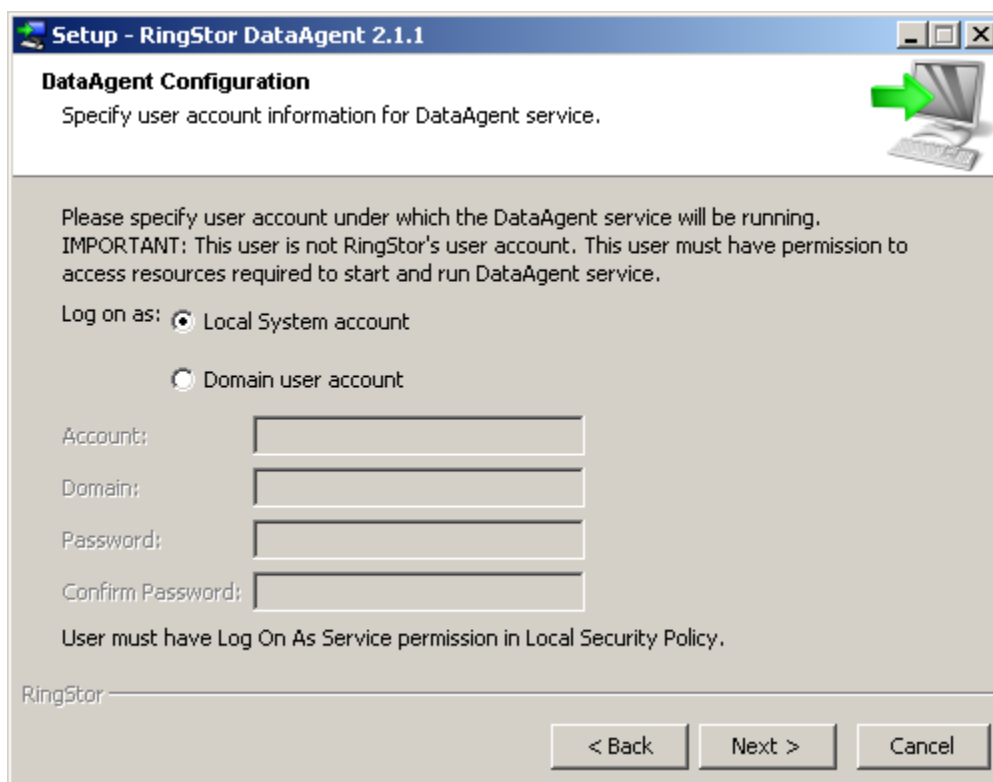 Setup - RingStor DataAgent 2.1.1
DataAgent Configuration
Specify user account information for DataAgent service.
Please specify user account under which the DataAgent service will be running.
IMPORTANT: This user is not RingStor's user account. This user must have permission to
access resources required to start and run DataAgent service.
Log on as: Local System account
Domain user account
Account:
Domain:
Password:
Confirm Password:
User must have Log On As Service permission in Local Security Policy.
RingStor
< Back Next > Cancel